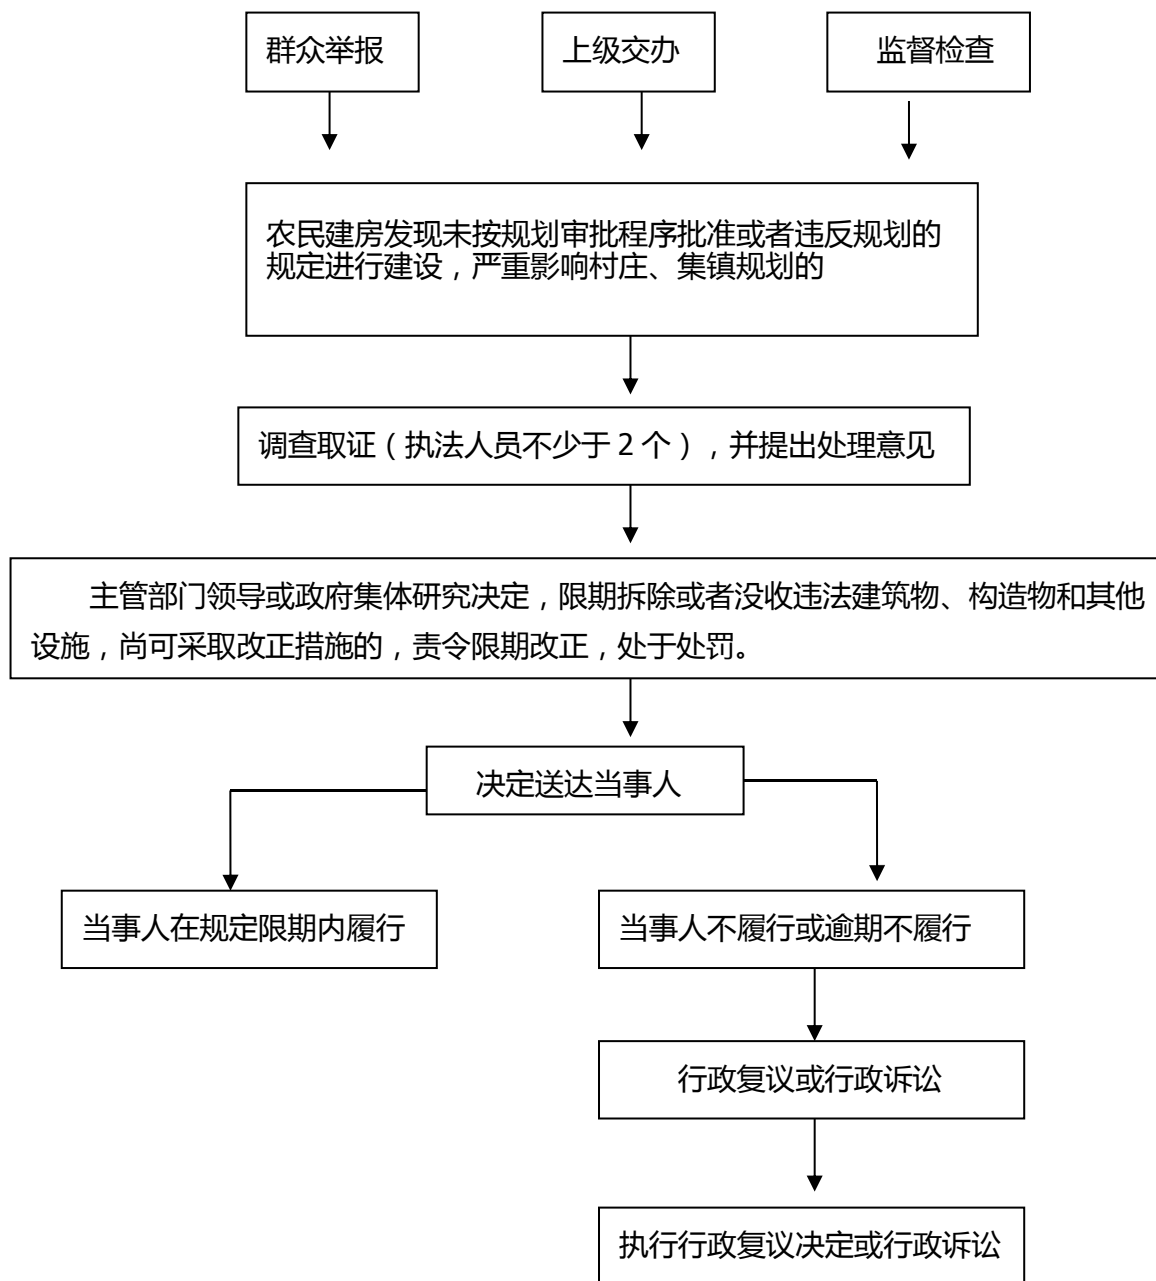 群众举报
上级交办
监督检查
农民建房发现未按规划审批程序批准或者违反规划的
规定进行建设，严重影响村庄、集镇规划的
调查取证（执法人员不少于 2 个），并提出处理意见
主管部门领导或政府集体研究决定，限期拆除或者没收违法建筑物、构造物和其他
设施，尚可采取改正措施的，责令限期改正，处于处罚。
决定送达当事人
当事人在规定限期内履行
当事人不履行或逾期不履行
行政复议或行政诉讼
执行行政复议决定或行政诉讼